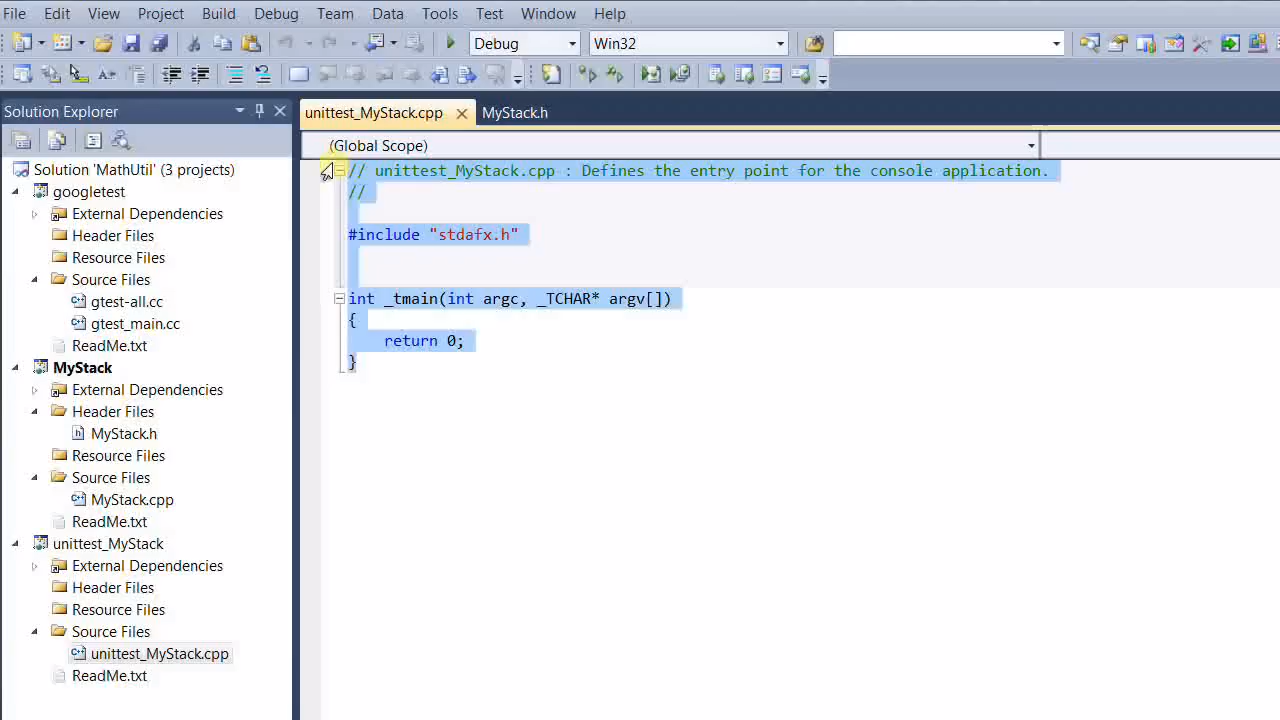 File Edit View Project Build Debug Team Data Tools Test Window Help
Debug Win32
Solution Explorer
unittest_MyStack.cpp MyStack.h
(Global Scope)
Solution 'MathUtil' (3 projects)
googletest
External Dependencies
Header Files
Resource Files
Source Files
gtest-all.cc
gtest_main.cc
ReadMe.txt
MyStack
External Dependencies
Header Files
MyStack.h
Resource Files
Source Files
MyStack.cpp
ReadMe.txt
unittest_MyStack
External Dependencies
Header Files
Resource Files
Source Files
unittest_MyStack.cpp
ReadMe.txt
// unittest_MyStack.cpp : Defines the entry point for the console application.
//
#include "stdafx.h"
int _tmain(int argc, _TCHAR* argv[])
{
return 0;
}